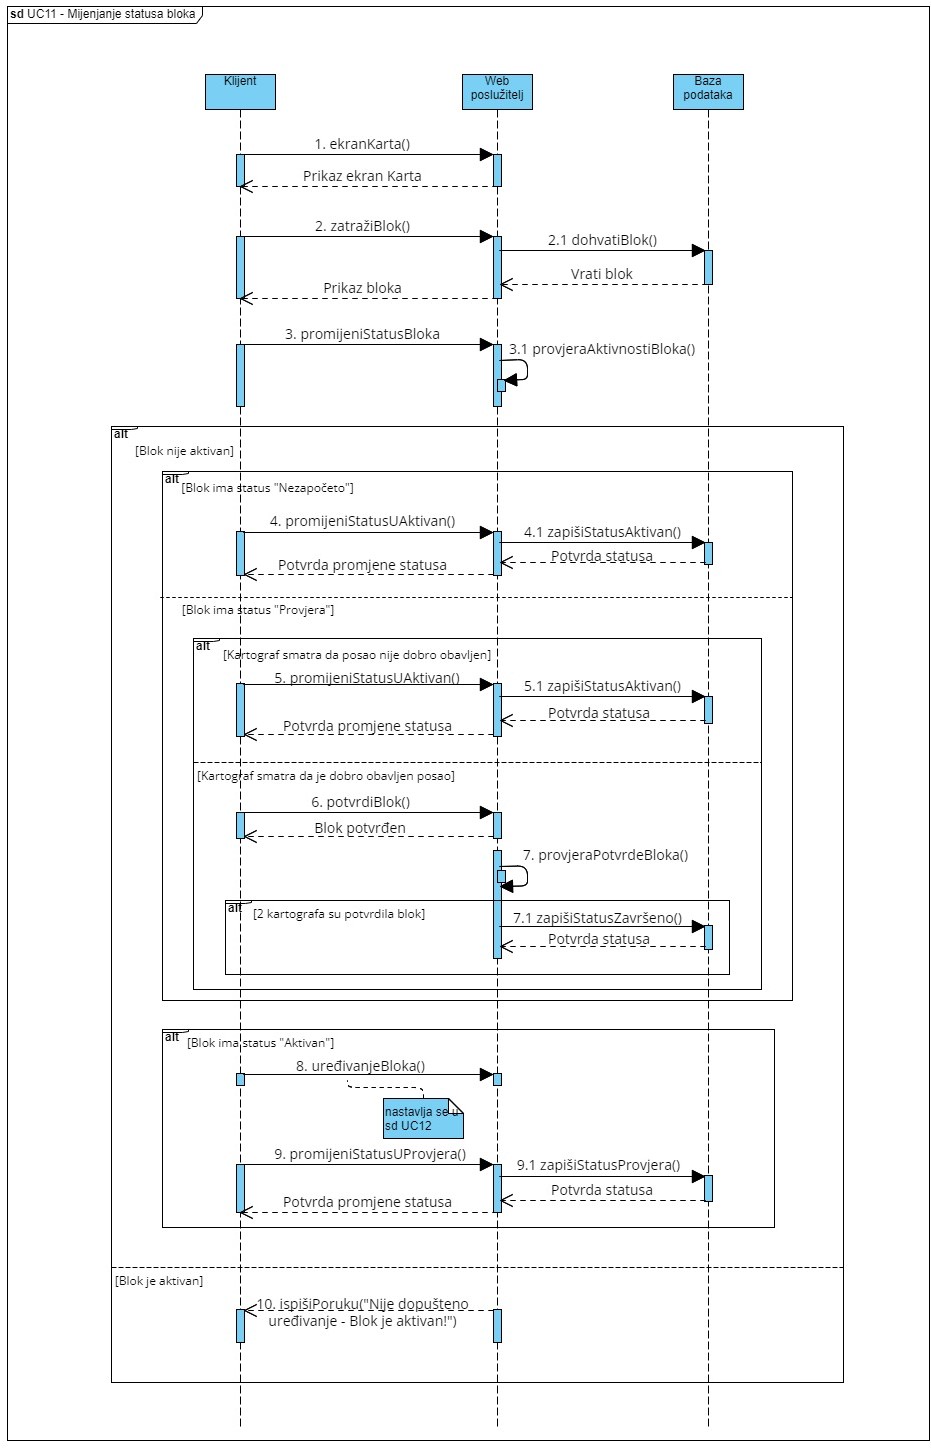 sd UC11 - Mijenjanje statusa bloka
Klijent
Web
poslužitelj
Baza
podataka
1. ekranKarta()
Prikaz ekran Karta
2. zatražiBlok()
2.1 dohvatiBlok()
Vrati blok
Prikaz bloka
3. promijeniStatusBloka
3.1 provjeraAktivnostiBloka()
alt
[Blok nije aktivan]
alt
[Blok ima status "Nezapočeto"]
4. promijeniStatusUAktivan()
4.1 zapišiStatusAktivan()
Potvrda statusa
Potvrda promjene statusa
[Blok ima status "Provjera"]
alt
[Kartograf smatra da posao nije dobro obavljen]
5. promijeniStatusUAktivan()
5.1 zapišiStatusAktivan()
Potvrda statusa
Potvrda promjene statusa
[Kartograf smatra da je dobro obavljen posao]
6. potvrdiBlok()
Blok potvrđen
7. provjeraPotvrdeBloka()
alt
[2 kartografa su potvrdila blok]
7.1 zapišiStatusZavršeno()
Potvrda statusa
alt
[Blok ima status "Aktivan"]
8. uređivanjeBloka()
nastavlja se u
sd UC12
9. promijeniStatusUProvjera()
9.1 zapišiStatusProvjera()
Potvrda statusa
Potvrda promjene statusa
[Blok je aktivan]
10. ispišiPoruku("Nije dopušteno
uređivanje - Blok je aktivan!")